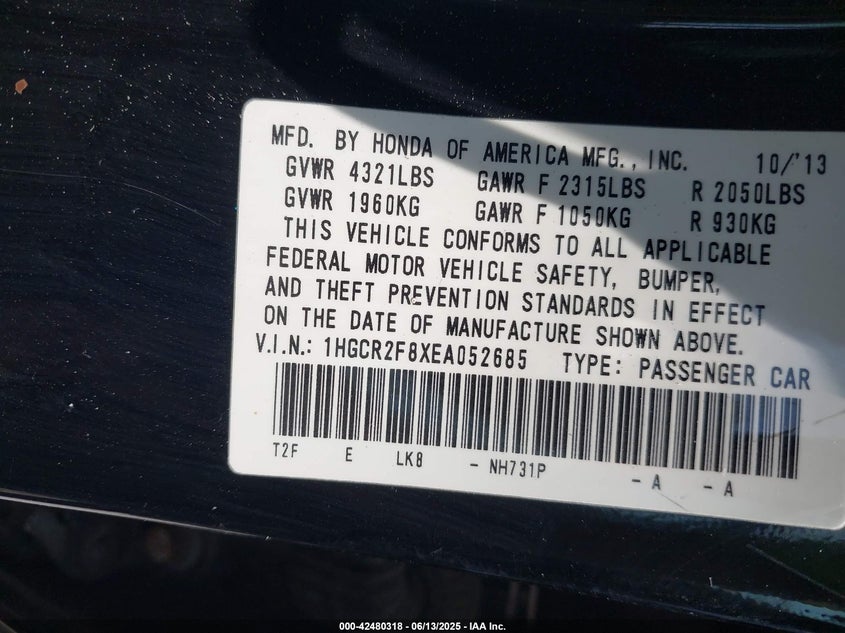 MFD. BY HONDA OF AMERICA MFG., INC. 10/'13
GVWR 4321LBS GAWR F 2315LBS R 2050LBS
GVWR 1960KG GAWR F 1050KG R 930KG
THIS VEHICLE CONFORMS TO ALL APPLICABLE
FEDERAL MOTOR VEHICLE SAFETY, BUMPER,
AND THEFT PREVENTION STANDARDS IN EFFECT
ON THE DATE OF MANUFACTURE SHOWN ABOVE.
V.I.N.: 1HGCR2F8XEA052685 TYPE: PASSENGER CAR
T2F E LK8 - NH731P - A - A
000-42480318 - 06/13/2025 - IAA Inc.